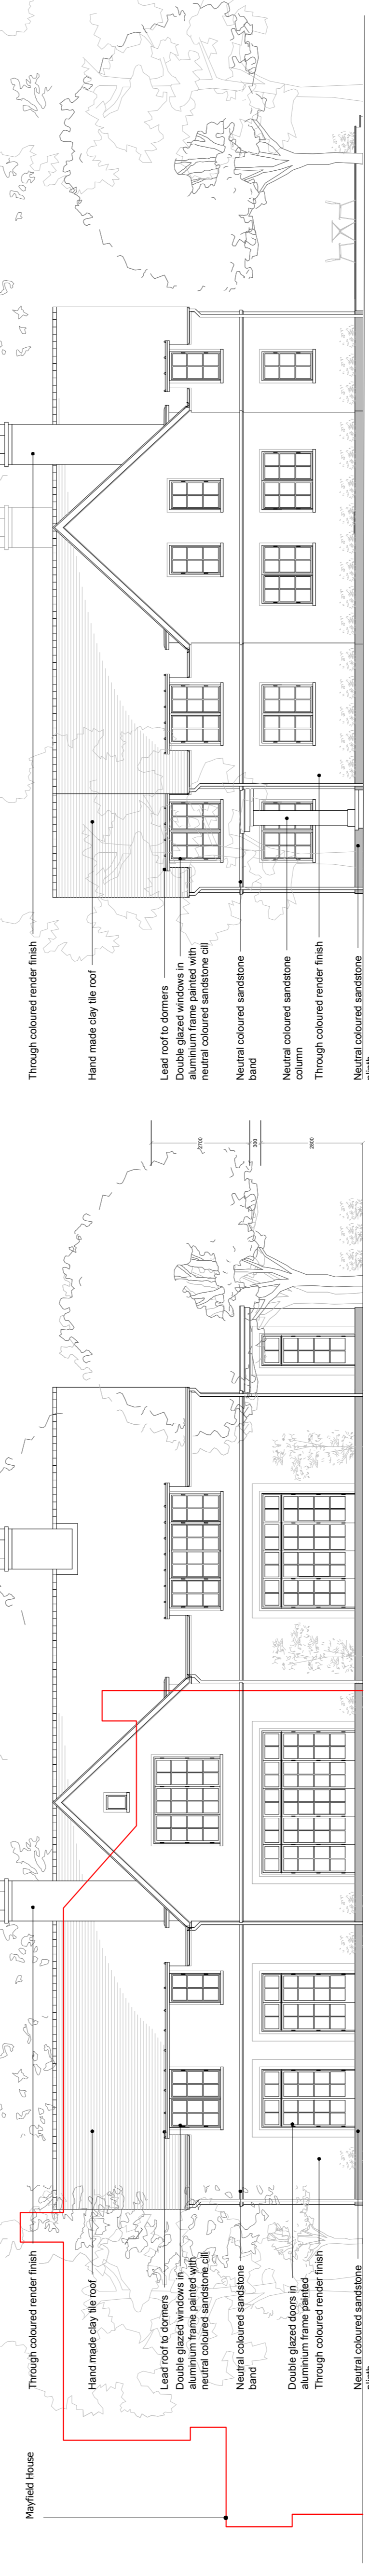 Mayfield House
Through coloured render finish
Hand made clay tile roof
Lead roof to dormers
Double glazed windows in
aluminium frame painted with
neutral coloured sandstone cill
Neutral coloured sandstone
band
Double glazed doors in
aluminium frame painted
Through coloured render finish
Neutral coloured sandstone
2700
300
2800
Through coloured render finish
Hand made clay tile roof
Lead roof to dormers
Double glazed windows in
aluminium frame painted with
neutral coloured sandstone cill
Neutral coloured sandstone
band
Neutral coloured sandstone
column
Through coloured render finish
Neutral coloured sandstone